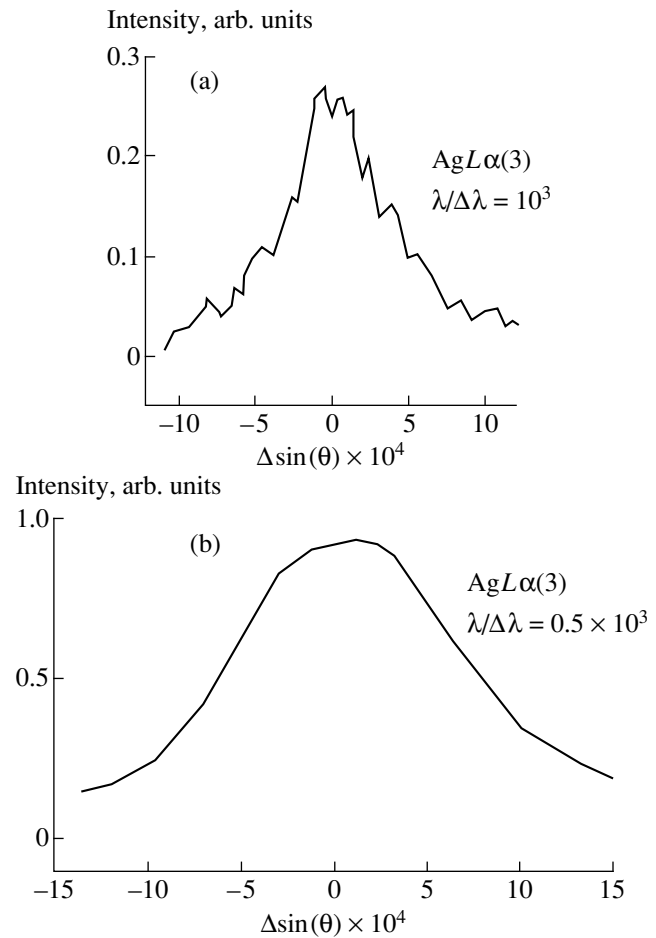 Intensity, arb. units
0.3
(a)
0.2
AgLα(3)
λ/Δλ = 10³
0.1
0
−10 −5 0 5 10
Δsin(θ) × 10⁴
Intensity, arb. units
1.0
(b)
AgLα(3)
λ/Δλ = 0.5 × 10³
0.5
0
−15 −10 −5 0 5 10 15
Δsin(θ) × 10⁴